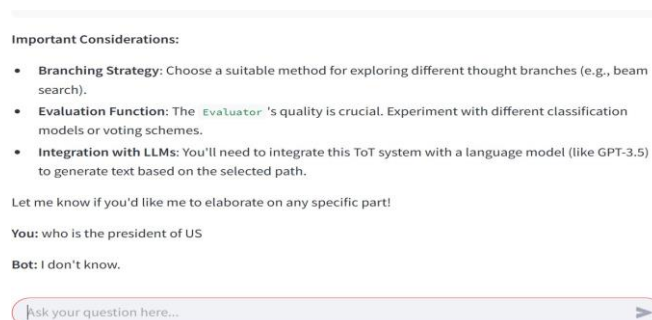 Important Considerations:
• Branching Strategy: Choose a suitable method for exploring different thought branches (e.g., beam
search).
• Evaluation Function: The Evaluator 's quality is crucial. Experiment with different classification
models or voting schemes.
• Integration with LLMs: You'll need to integrate this ToT system with a language model (like GPT-3.5)
to generate text based on the selected path.
Let me know if you'd like me to elaborate on any specific part!
You: who is the president of US
Bot: I don't know.
Ask your question here...